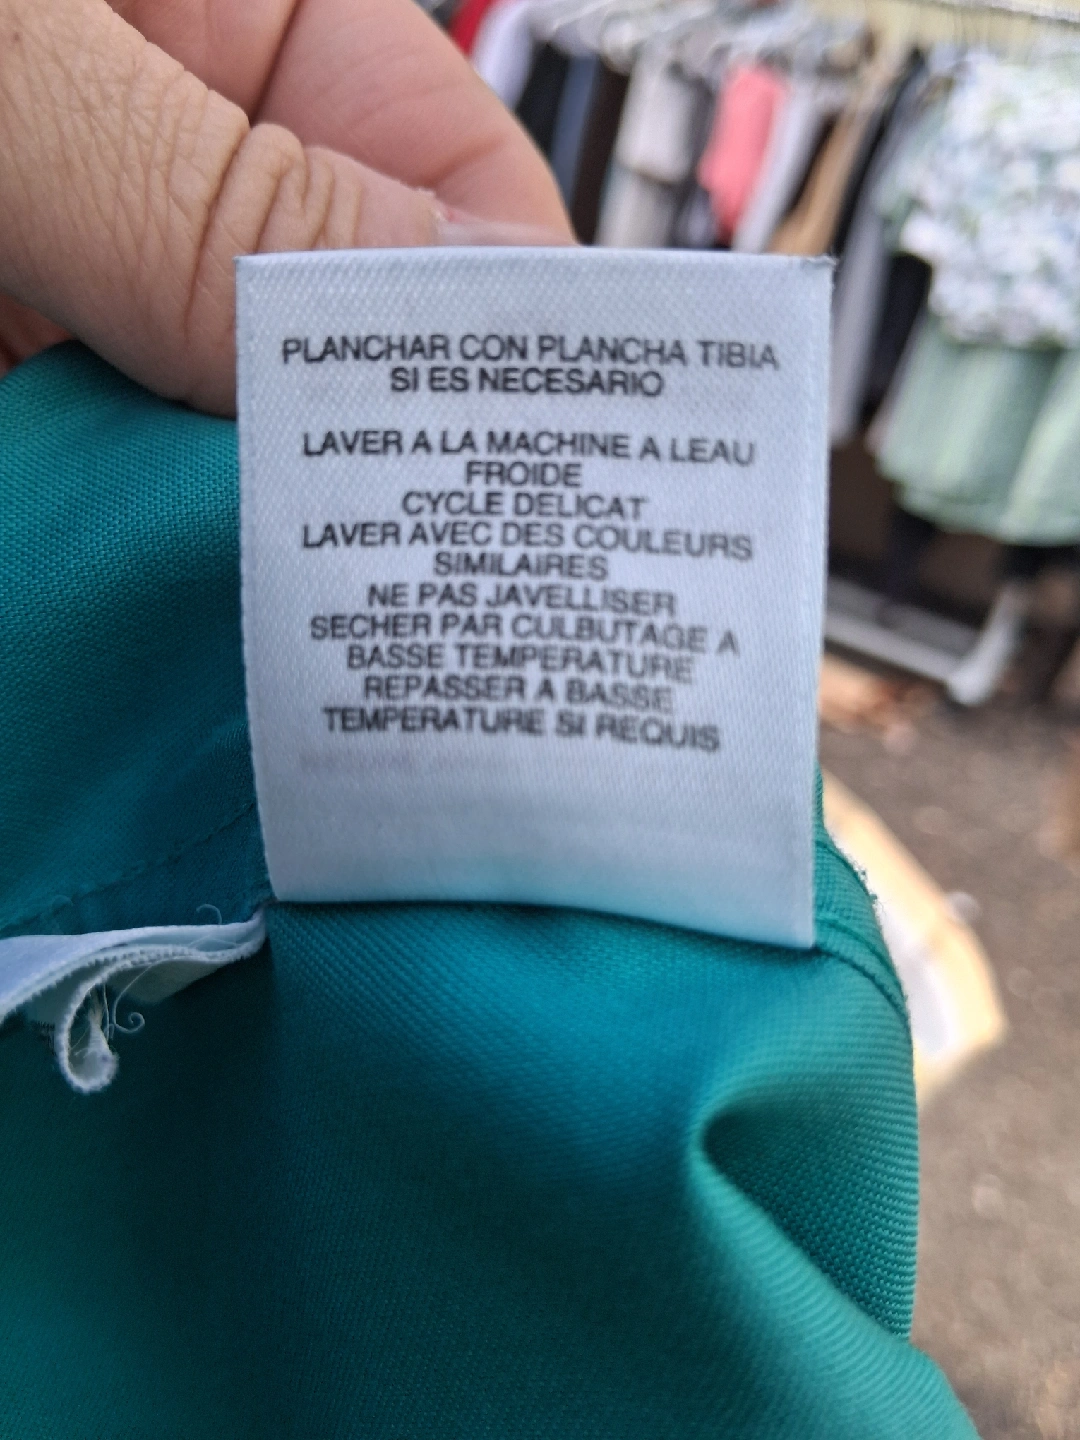 PLANCHAR CON PLANCHA TIBIA
SI ES NECESARIO
LAVER A LA MACHINE A LEAU
FROIDE
CYCLE DELICAT
LAVER AVEC DES COULEURS
SIMILAIRES
NE PAS JAVELLISER
SECHER PAR CULBUTAGE A
BASSE TEMPERATURE
REPASSER A BASSE
TEMPERATURE SI REQUIS